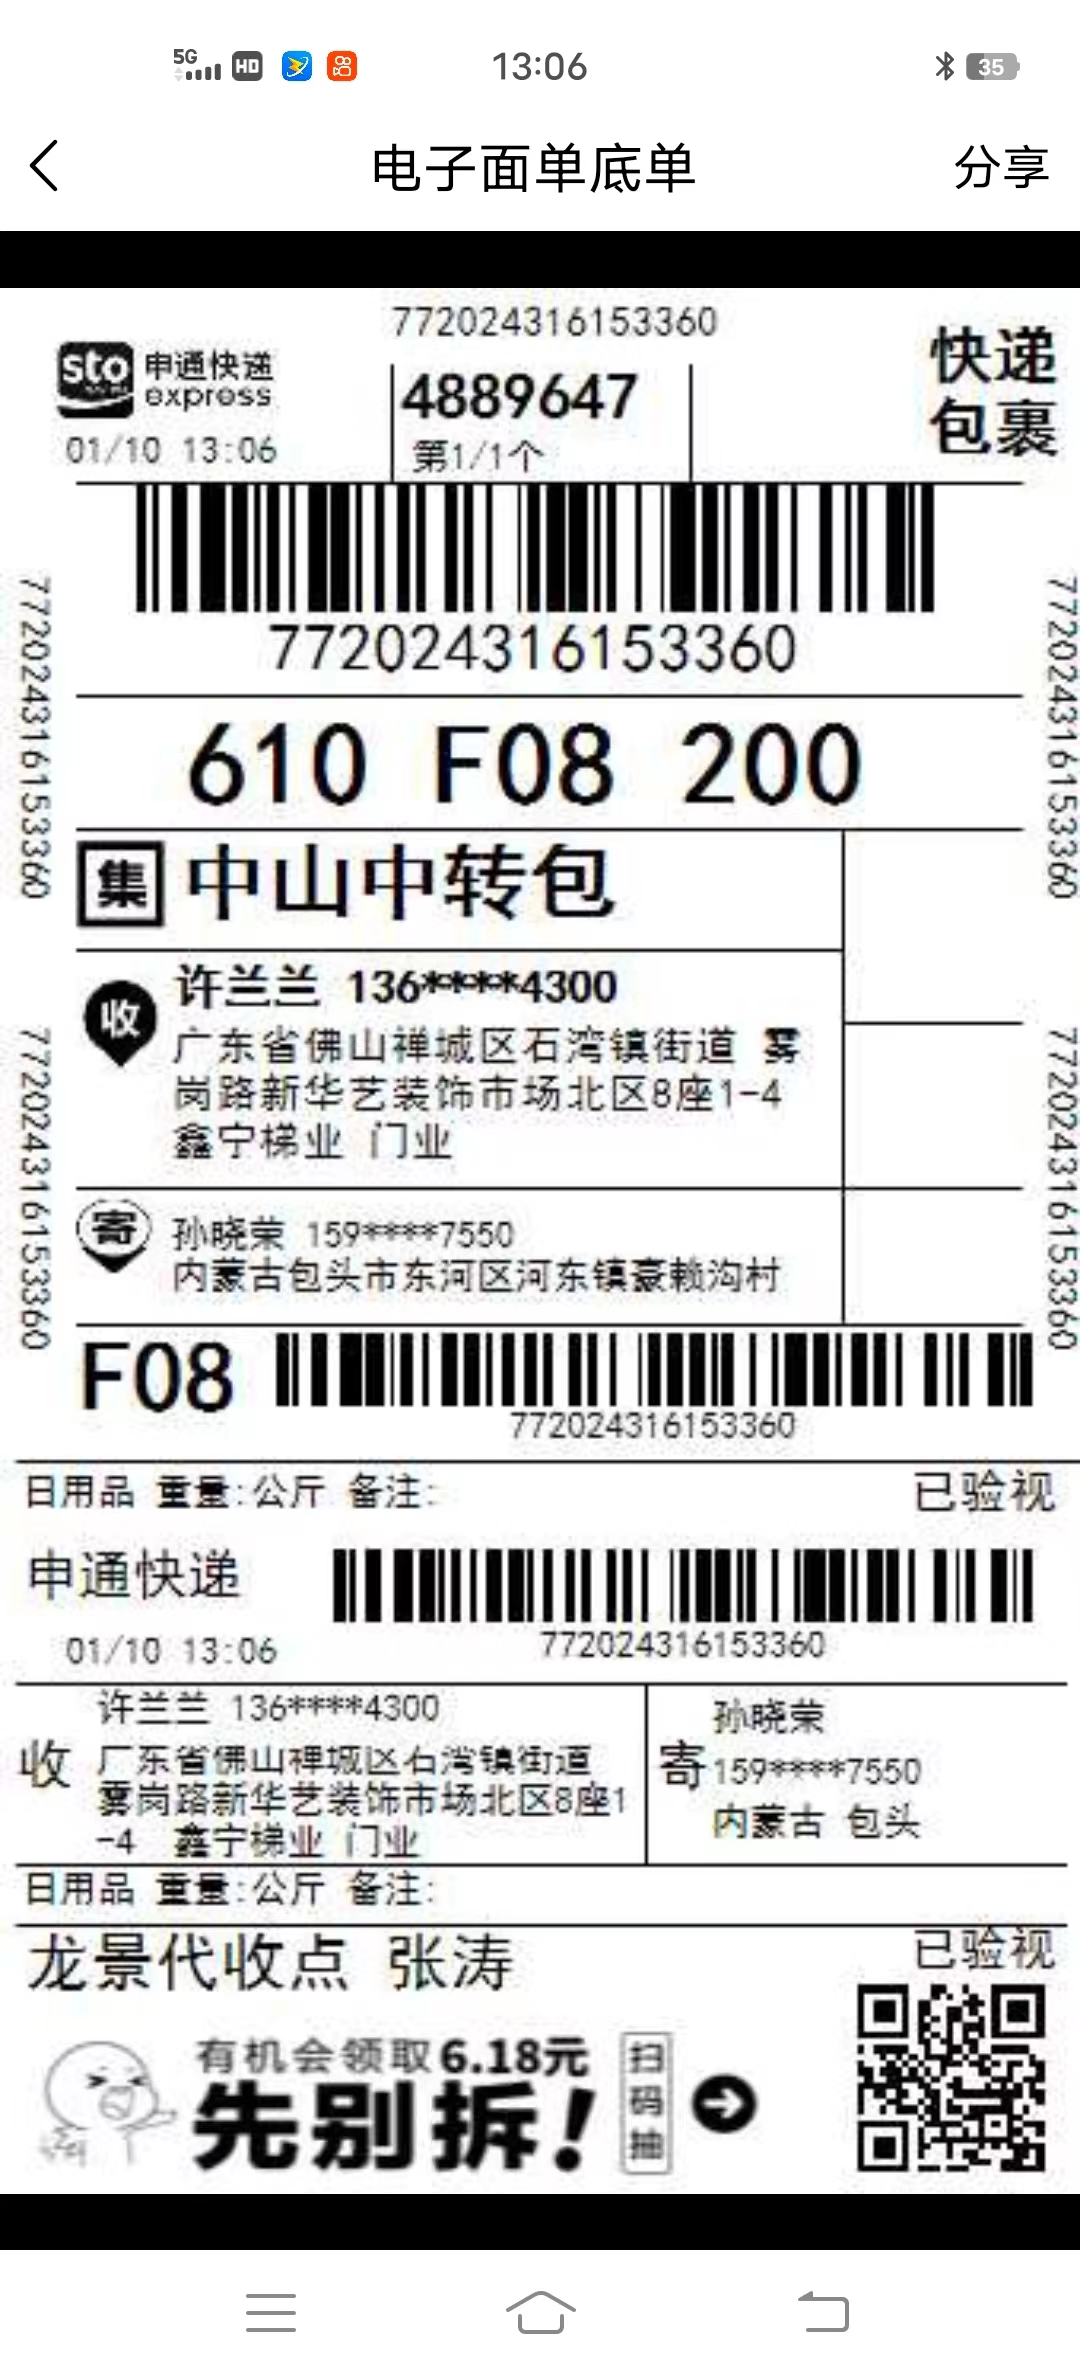 5G HD 13:06 35
电子面单底单 分享
772024316153360
sto 申通快递
express
快递
包裹
4889647
01/10 13:06
第1/1个
772024316153360
772024316153360
772024316153360
610 F08 200
集 中山中转包
收 许兰兰 136****4300
广东省佛山禅城区石湾镇街道 雾
岗路新华艺装饰市场北区8座1-4
鑫宁梯业 门业
772024316153360
772024316153360
寄 孙晓荣 159****7550
内蒙古包头市东河区河东镇豪赖沟村
F08
772024316153360
日用品 重量:公斤 备注:
已验视
申通快递
01/10 13:06
772024316153360
收 许兰兰 136****4300
广东省佛山禅城区石湾镇街道
雾岗路新华艺装饰市场北区8座1
-4 鑫宁梯业 门业
寄 孙晓荣
159****7550
内蒙古 包头
日用品 重量:公斤 备注:
已验视
龙景代收点 张涛
有机会领取6.18元
先别拆!
扫码抽